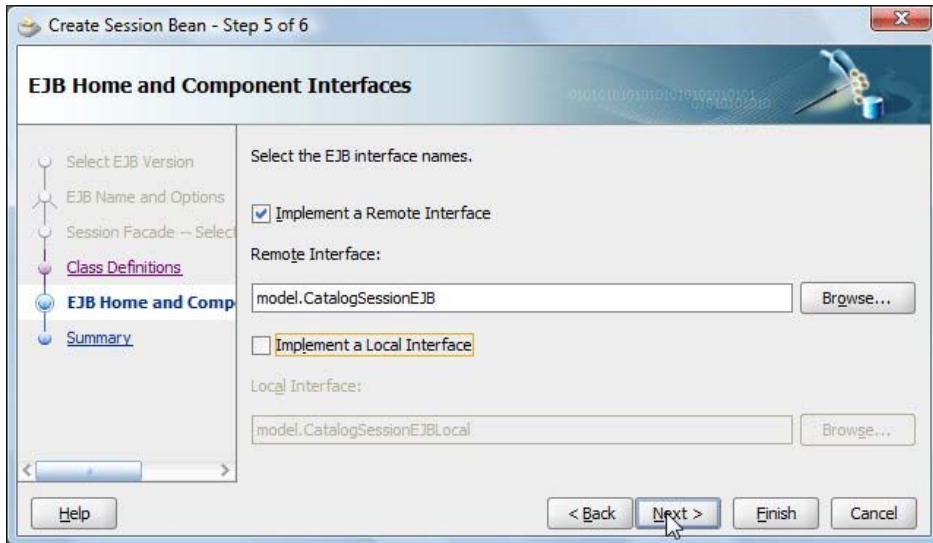 Create Session Bean - Step 5 of 6
EJB Home and Component Interfaces
Select EJB Version
EJB Name and Options
Session Facade -- Select
Class Definitions
EJB Home and Comp
Summary
Select the EJB interface names.
Implement a Remote Interface
Remote Interface:
model.CatalogSessionEJB
Browse...
Implement a Local Interface
Local Interface:
model.CatalogSessionEJBLocal
Browse...
Help
< Back
Next >
Finish
Cancel